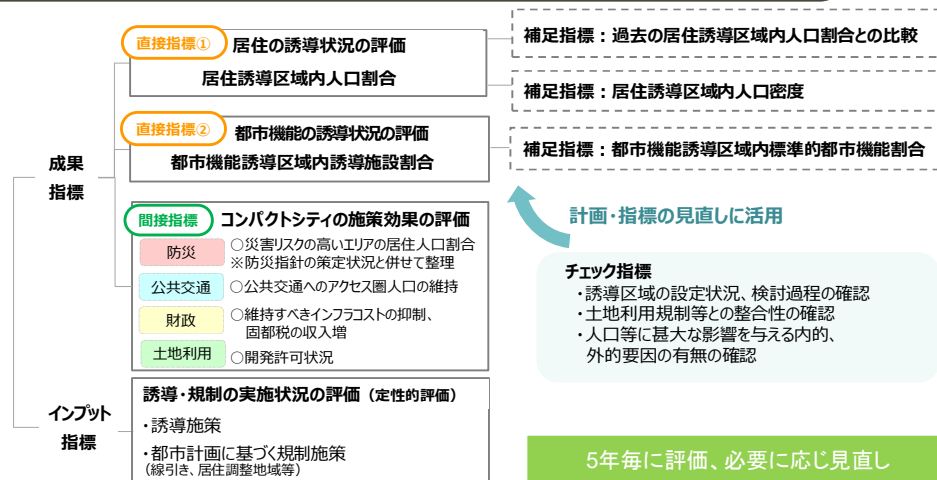 直接指標①
居住の誘導状況の評価
居住誘導区域内人口割合
補足指標：過去の居住誘導区域内人口割合との比較
補足指標：居住誘導区域内人口密度
直接指標②
都市機能の誘導状況の評価
都市機能誘導区域内誘導施設割合
補足指標：都市機能誘導区域内標準的都市機能割合
成果
指標
間接指標
コンパクトシティの施策効果の評価
防災
○災害リスクの高いエリアの居住人口割合
※防災指針の策定状況と併せて整理
公共交通
○公共交通へのアクセス圏人口の維持
財政
○維持すべきインフラコストの抑制、
固都税の収入増
土地利用
○開発許可状況
計画・指標の見直しに活用
チェック指標
・誘導区域の設定状況、検討過程の確認
・土地利用規制等との整合性の確認
・人口等に甚大な影響を与える内的、
外的要因の有無の確認
インプット
指標
誘導・規制の実施状況の評価（定性的評価）
・誘導施策
・都市計画に基づく規制施策
（線引き、居住調整地域等）
5年毎に評価、必要に応じ見直し